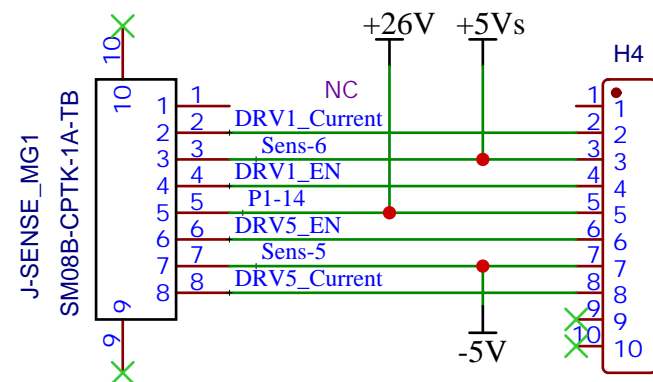 +26V +5Vs
10 H4
10 NC
1 1 1 1
DRV1_Current
2 2 2 2
Sens-6
3 3 3 3
DRV1_EN
4 4 4 4
P1-14
5 5 5 5
DRV5_EN
6 6 6 6
Sens-5
7 7 7 7
DRV5_Current
8 8 8 8
9 9 9
9 10 10
-5V
J-SENSE_MG1
SM08B-CPTK-1A-TB